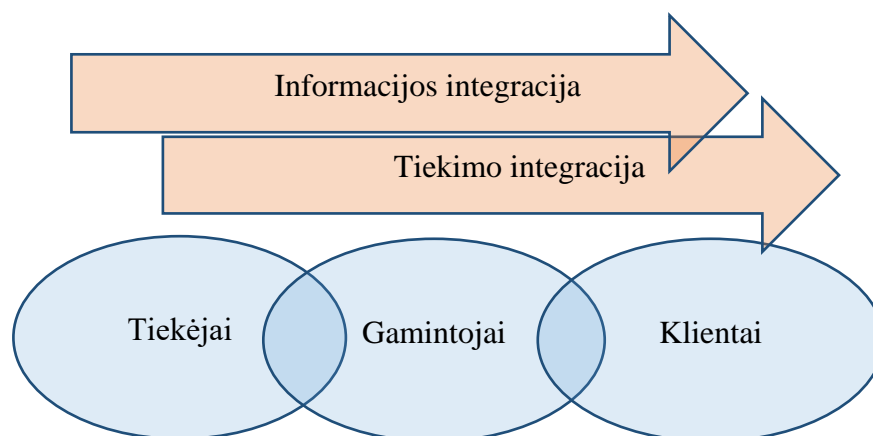 Informacijos integracija
Tiekimo integracija
Tiekėjai
Gamintojai
Klientai